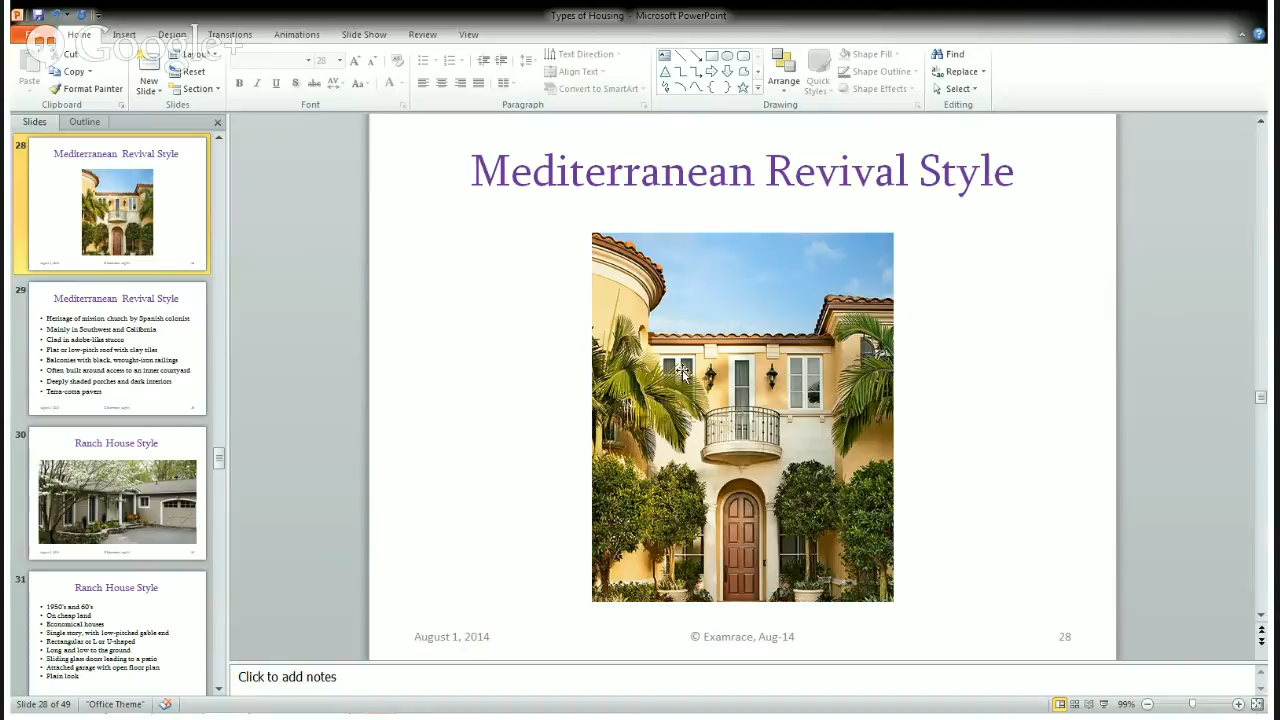 Types of Housing - Microsoft PowerPoint
Google+
File Home Insert Design Transitions Animations Slide Show Review View
Paste
Cut
Copy
Format Painter
Clipboard
New Slide
Layout
Reset
Section
Slides
28
B I U S abc AV Aa A
Font
Text Direction
Align Text
Convert to SmartArt
Paragraph
Arrange
Quick Styles
Shape Fill
Shape Outline
Shape Effects
Drawing
Find
Replace
Select
Editing
Slides Outline
28
Mediterranean Revival Style
29
Mediterranean Revival Style
• Heritage of mission church by Spanish colonist
• Mainly in Southwest and California
• Clad in adobe-like stucco
• Flat or low-pitch roof with clay tiles
• Balconies with black, wrought-iron railings
• Often built around access to an inner courtyard
• Deeply shaded porches and dark interiors
• Terra-cotta pavers
30
Ranch House Style
31
Ranch House Style
• 1950's and 60's
• On cheap land
• Economical houses
• Single story, with low-pitched gable end
• Rectangular or L or U-shaped
• Long and low to the ground
• Sliding glass doors leading to a patio
• Attached garage with open floor plan
• Plain look
Mediterranean Revival Style
August 1, 2014
© Examrace, Aug-14
28
Click to add notes
Slide 28 of 49
"Office Theme"
99%